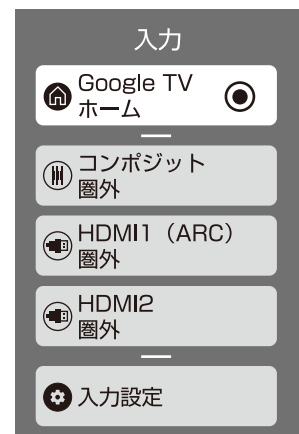 入力
Google TV
ホーム
コンポジット
圏外
HDMI1（ARC）
圏外
HDMI2
圏外
入力設定